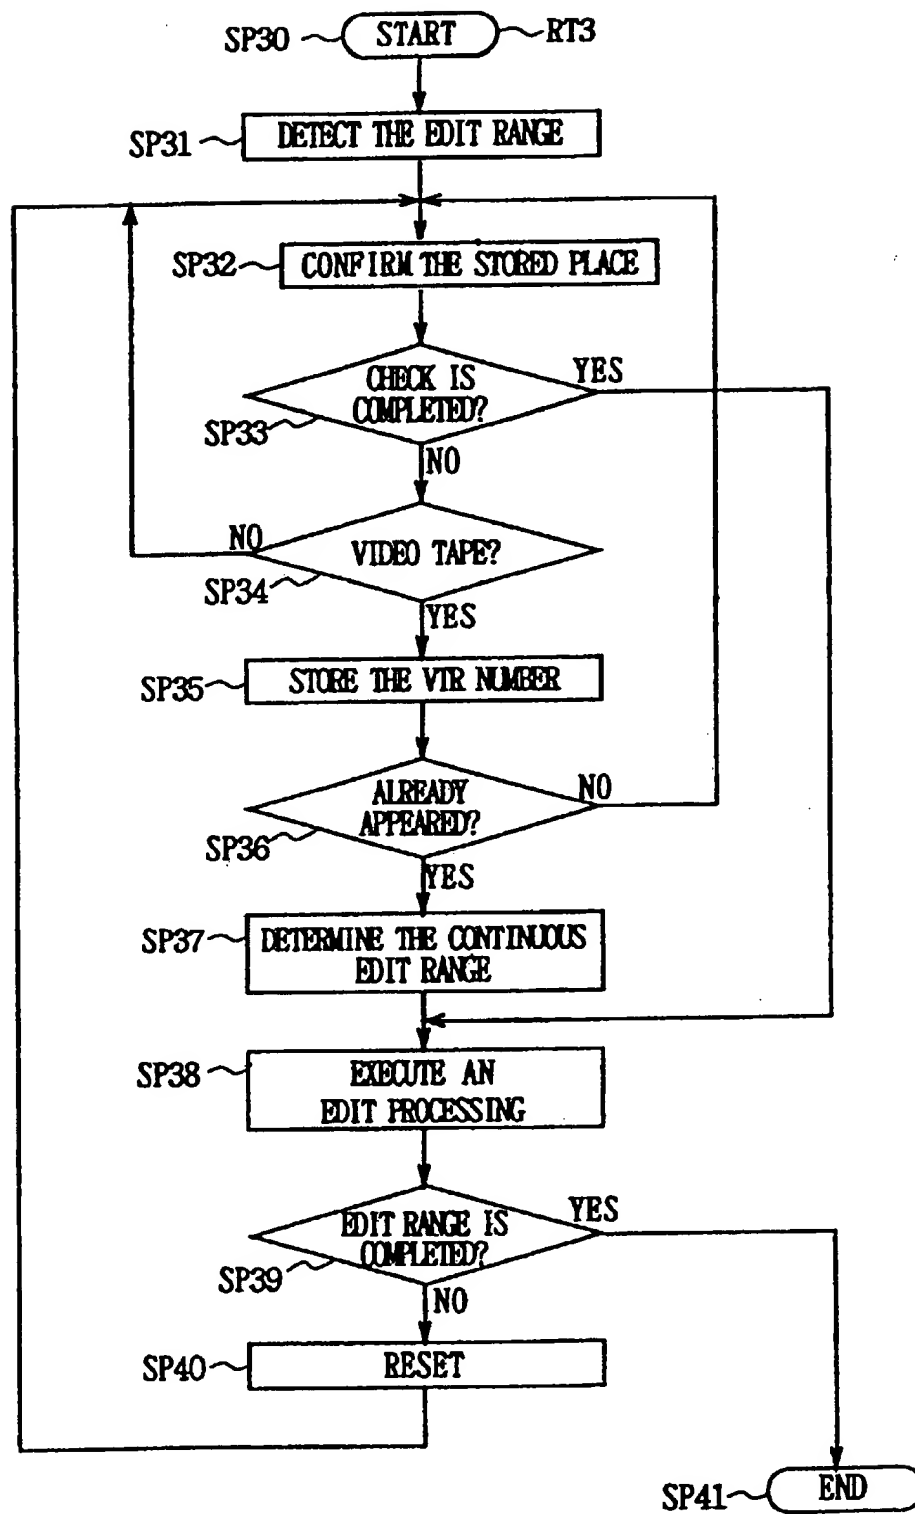 SP30 START RT3
SP31 DETECT THE EDIT RANGE
SP32 CONFIRM THE STORED PLACE
CHECK IS
COMPLETED?
YES
SP33
NO
NO
VIDEO TAPE?
SP34
YES
SP35 STORE THE VTR NUMBER
ALREADY
APPEARED?
NO
SP36
YES
SP37 DETERMINE THE CONTINUOUS
EDIT RANGE
SP38 EXECUTE AN
EDIT PROCESSING
EDIT RANGE IS
COMPLETED?
YES
SP39
NO
SP40 RESET
SP41 END